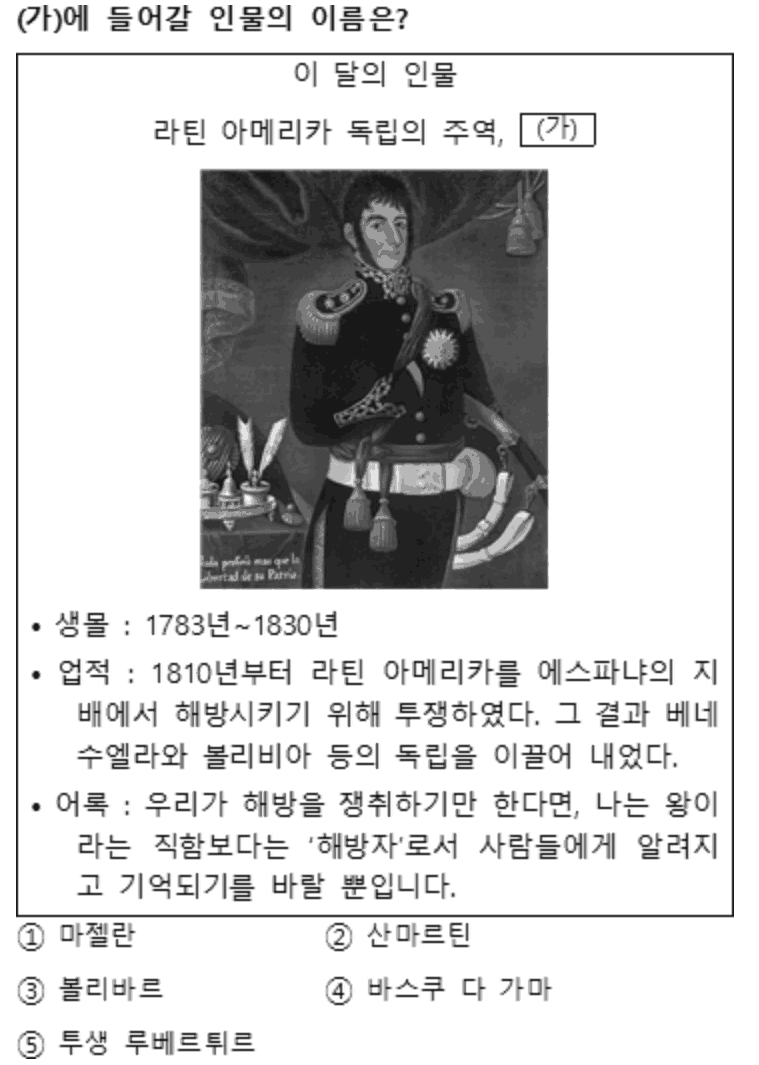 (가)에 들어갈 인물의 이름은?
이 달의 인물
라틴 아메리카 독립의 주역, (가)
Nada prefirió mas que la
Libertad de su Patria
• 생몰 : 1783년~1830년
• 업적 : 1810년부터 라틴 아메리카를 에스파냐의 지
배에서 해방시키기 위해 투쟁하였다. 그 결과 베네
수엘라와 볼리비아 등의 독립을 이끌어 내었다.
• 어록 : 우리가 해방을 쟁취하기만 한다면, 나는 왕이
라는 직함보다는 ‘해방자’로서 사람들에게 알려지
고 기억되기를 바랄 뿐입니다.
① 마젤란 ② 산마르틴
③ 볼리바르 ④ 바스쿠 다 가마
⑤ 투생 루베르튀르